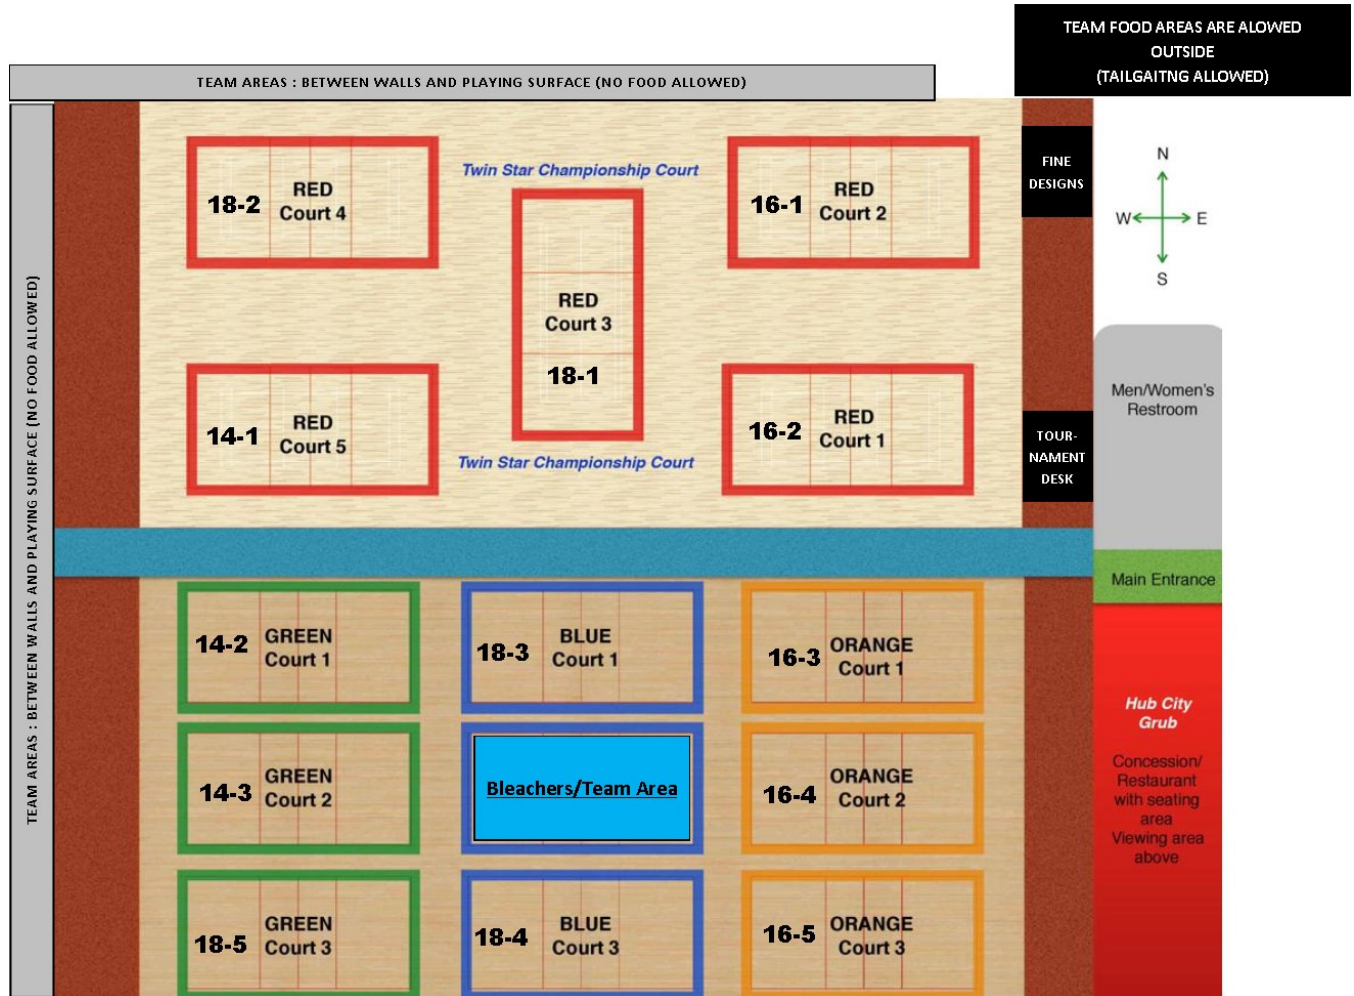 TEAM FOOD AREAS ARE ALOWED
OUTSIDE
(TAILGAITNG ALLOWED)
TEAM AREAS : BETWEEN WALLS AND PLAYING SURFACE (NO FOOD ALLOWED)
TEAM AREAS : BETWEEN WALLS AND PLAYING SURFACE (NO FOOD ALLOWED)
18-2
RED
Court 4
Twin Star Championship Court
16-1
RED
Court 2
FINE
DESIGNS
N
W
E
S
RED
Court 3
18-1
14-1
RED
Court 5
Twin Star Championship Court
16-2
RED
Court 1
TOUR-
NAMENT
DESK
Men/Women's
Restroom
Main Entrance
14-2
GREEN
Court 1
18-3
BLUE
Court 1
16-3
ORANGE
Court 1
14-3
GREEN
Court 2
Bleachers/Team Area
16-4
ORANGE
Court 2
18-5
GREEN
Court 3
18-4
BLUE
Court 3
16-5
ORANGE
Court 3
Hub City
Grub
Concession/
Restaurant
with seating
area
Viewing area
above